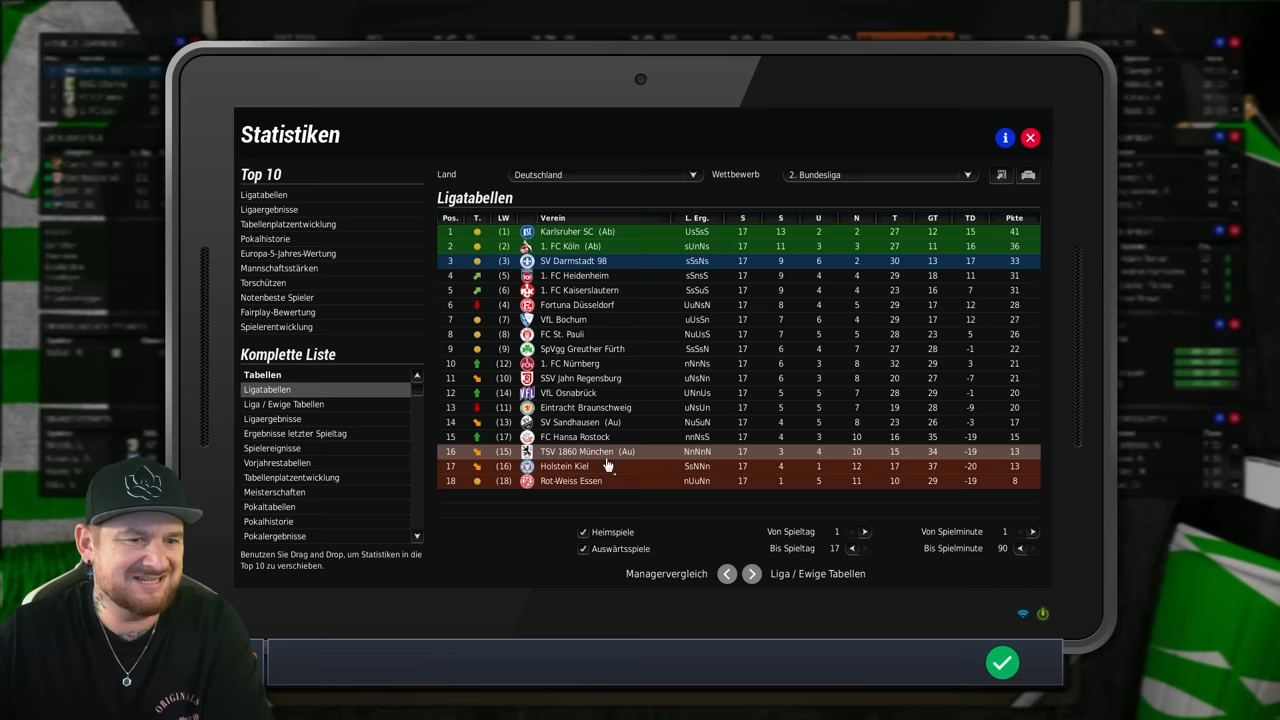 Statistiken
Top 10
Ligatabellen
Ligaergebnisse
Tabellenplatzentwicklung
Pokalhistorie
Europa-5-Jahres-Wertung
Mannschaftsstärken
Torschützen
Notenbeste Spieler
Fairplay-Bewertung
Spielerentwicklung
Komplette Liste
Tabellen
Ligatabellen
Liga / Ewige Tabellen
Ligaergebnisse
Ergebnisse letzter Spieltag
Spielereignisse
Vorjahrestabellen
Tabellenplatzentwicklung
Meisterschaften
Pokaltabellen
Pokalhistorie
Pokalergebnisse
Benutzen Sie Drag and Drop, um Statistiken in die
Top 10 zu verschieben.
Land Deutschland Wettbewerb 2. Bundesliga
Ligatabellen
Pos. T. (LW) Verein L. Erg. S S U N T GT TD Pkte
1 (1) Karlsruher SC (Ab) UsSsS 17 13 2 2 27 12 15 41
2 (2) 1. FC Köln (Ab) sUnNs 17 11 3 3 27 11 16 36
3 (3) SV Darmstadt 98 sSsNs 17 9 6 2 30 13 17 33
4 (5) 1. FC Heidenheim sSnsS 17 9 4 4 29 18 11 31
5 (6) 1. FC Kaiserslautern SsSuS 17 9 4 4 23 16 7 31
6 (4) Fortuna Düsseldorf UuNsN 17 8 4 5 29 17 12 28
7 (7) VfL Bochum uUsSn 17 7 6 4 29 17 12 27
8 (8) FC St. Pauli NuUsS 17 7 5 5 28 23 5 26
9 (9) SpVgg Greuther Fürth SsSsN 17 6 4 7 27 28 -1 22
10 (12) 1. FC Nürnberg nNnNs 17 6 3 8 32 29 3 21
11 (10) SSV Jahn Regensburg uNsNn 17 6 3 8 20 27 -7 21
12 (14) VfL Osnabrück UNnUs 17 5 5 7 28 29 -1 20
13 (11) Eintracht Braunschweig uNsUn 17 5 5 7 19 28 -9 20
14 (13) SV Sandhausen (Au) NuSuN 17 4 5 8 23 24 -1 17
15 (17) FC Hansa Rostock nnNsS 17 4 3 10 16 35 -19 15
16 (15) TSV 1860 München (Au) NnNnN 17 3 4 10 15 34 -19 13
17 (16) Holstein Kiel SsNNn 17 4 1 12 17 37 -20 13
18 (18) Rot-Weiss Essen nUuNn 17 1 5 11 10 29 -19 8
Heimspiele Von Spieltag 1 Von Spielminute 1
Auswärtsspiele Bis Spieltag 17 Bis Spielminute 90
Managervergleich Liga / Ewige Tabellen
ORIGINALS